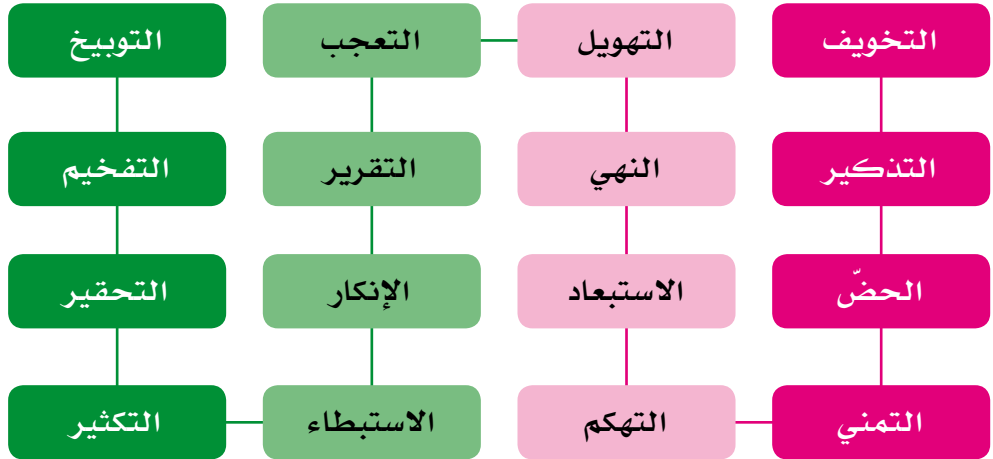 التخويف
التهويل
التعجب
التوبيخ
التذكير
النهي
التقرير
التفخيم
الحضّ
الاستبعاد
الإنكار
التحقير
التمني
التهكم
الاستبطاء
التكثير